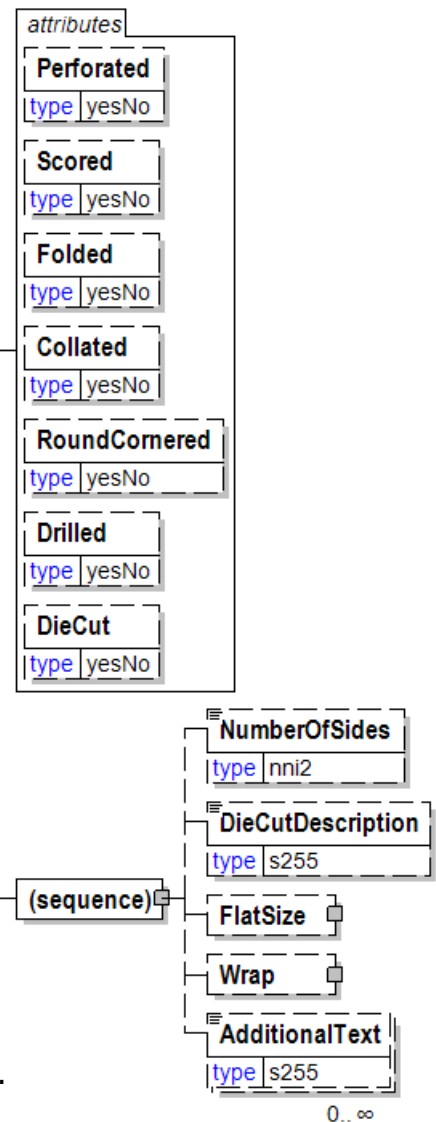 attributes
Perforated
type yesNo
Scored
type yesNo
Folded
type yesNo
Collated
type yesNo
RoundCornered
type yesNo
Drilled
type yesNo
DieCut
type yesNo
NumberOfSides
type nni2
DieCutDescription
type s255
(sequence)
FlatSize
Wrap
AdditionalText
type s255
.
0.. ∞